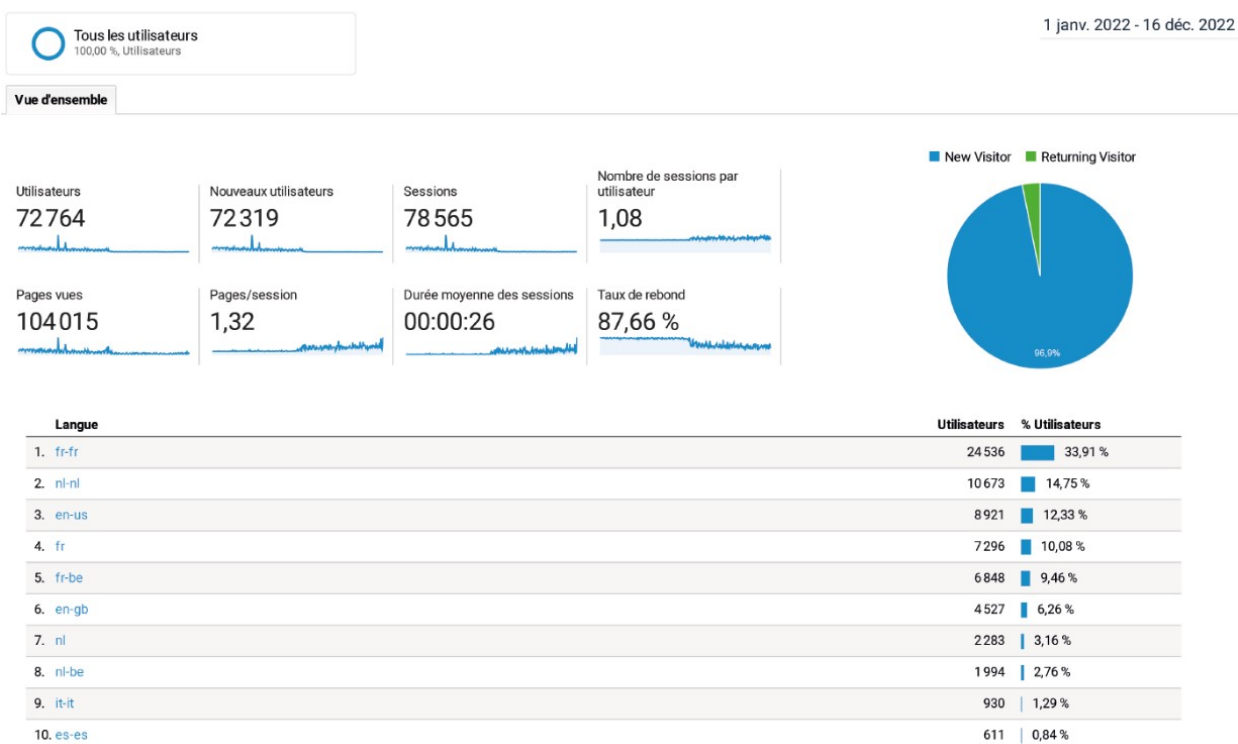 Tous les utilisateurs
100,00 %, Utilisateurs
1 janv. 2022 - 16 déc. 2022
Vue d'ensemble
New Visitor Returning Visitor
Utilisateurs
72 764
Nouveaux utilisateurs
72 319
Sessions
78 565
Nombre de sessions par
utilisateur
1,08
Pages vues
104 015
Pages/session
1,32
Durée moyenne des sessions
00:00:26
Taux de rebond
87,66 %
96,9%
Langue Utilisateurs % Utilisateurs
1. fr-fr 24 536 33,91 %
2. nl-nl 10 673 14,75 %
3. en-us 8 921 12,33 %
4. fr 7 296 10,08 %
5. fr-be 6 848 9,46 %
6. en-gb 4 527 6,26 %
7. nl 2 283 3,16 %
8. nl-be 1 994 2,76 %
9. it-it 930 1,29 %
10. es-es 611 0,84 %